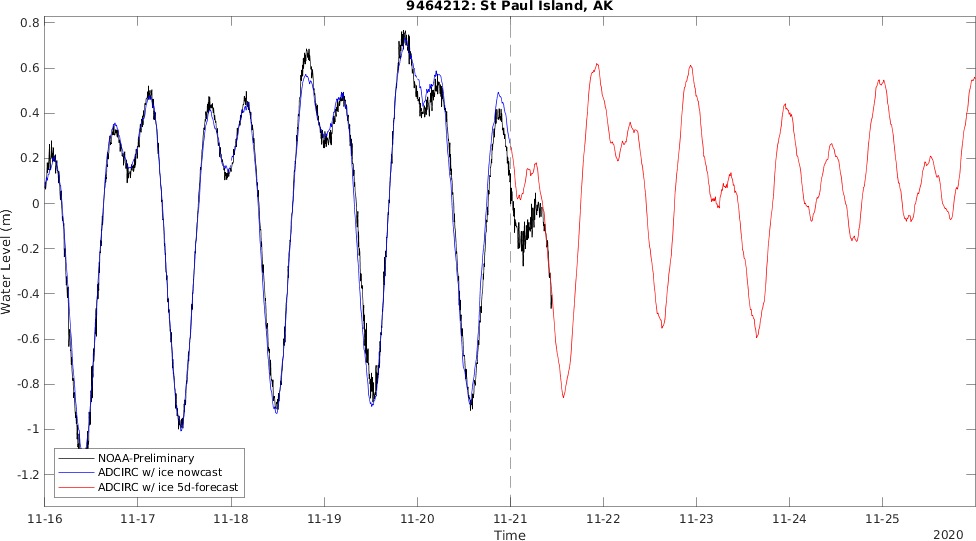 9464212: St Paul Island, AK
0.8
0.6
0.4
0.2
0
-0.2
-0.4
-0.6
-0.8
-1
-1.2
Water Level (m)
NOAA-Preliminary
ADCIRC w/ ice nowcast
ADCIRC w/ ice 5d-forecast
11-16 11-17 11-18 11-19 11-20 11-21 11-22 11-23 11-24 11-25
Time
2020